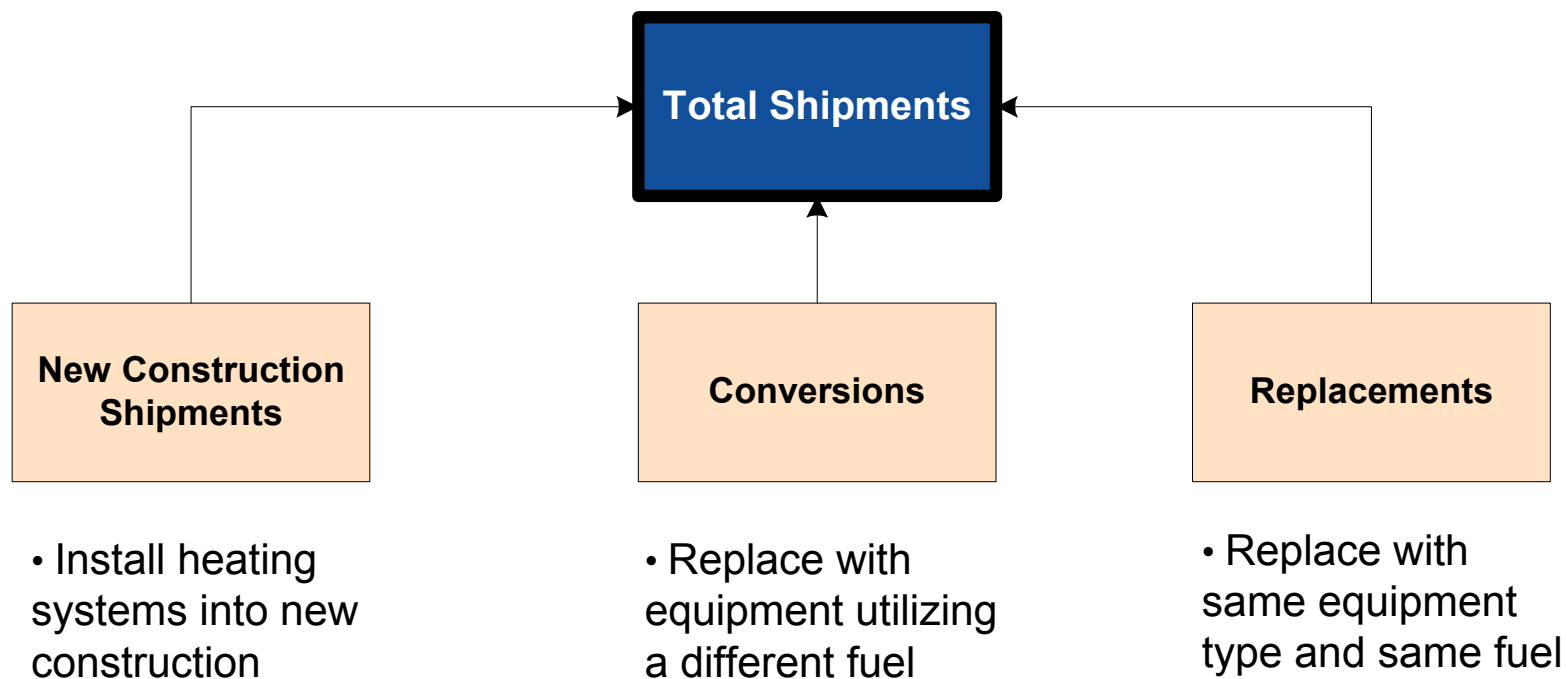 Total Shipments
New Construction
Shipments
Conversions
Replacements
• Install heating
systems into new
construction
• Replace with
equipment utilizing
a different fuel
• Replace with
same equipment
type and same fuel